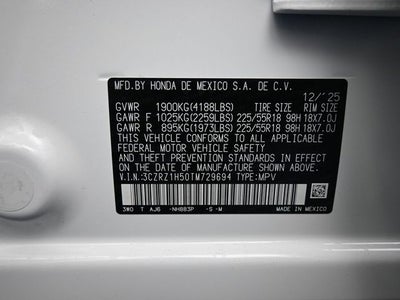 MFD.BY HONDA DE MEXICO S.A. DE C.V.
12/'25
GVWR 1900KG(4188LBS) TIRE SIZE RIM SIZE
GAWR F 1025KG(2259LBS) 225/55R18 98H 18X7.0J
GAWR R 895KG(1973LBS) 225/55R18 98H 18X7.0J
THIS VEHICLE CONFORMS TO ALL APPLICABLE
FEDERAL MOTOR VEHICLE SAFETY STANDARDS
IN EFFECT ON THE
DATE OF MANUFACTURE SHOWN ABOVE.
V.I.N.:3CZRZ1H50TM729694 TYPE:MPV
3W0 T AJ6 -NH883P -S -M MADE IN MEXICO